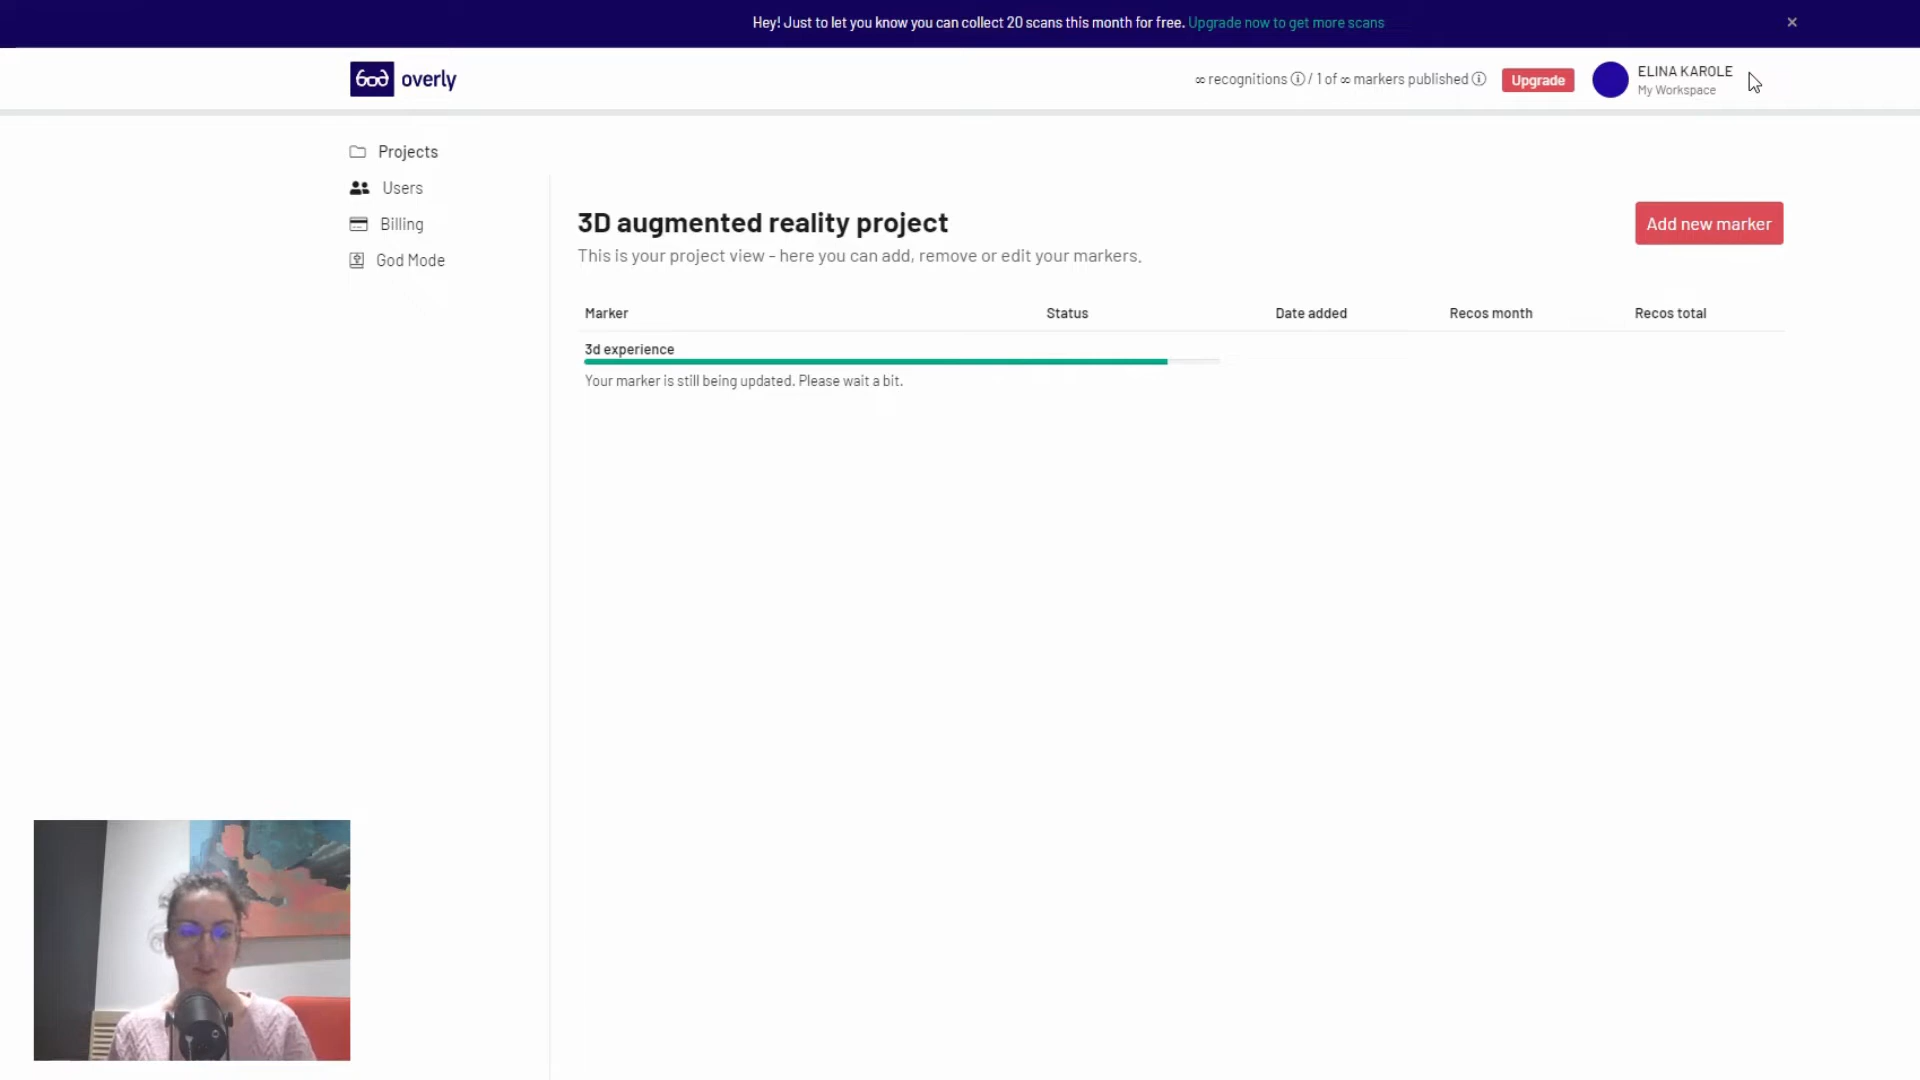 Hey! Just to let you know you can collect 20 scans this month for free. Upgrade now to get more scans
overly
∞ recognitions / 1 of ∞ markers published
Upgrade
ELINA KAROLE
My Workspace
Projects
Users
Billing
God Mode
3D augmented reality project
Add new marker
This is your project view - here you can add, remove or edit your markers.
Marker Status Date added Recos month Recos total
3d experience
Your marker is still being updated. Please wait a bit.